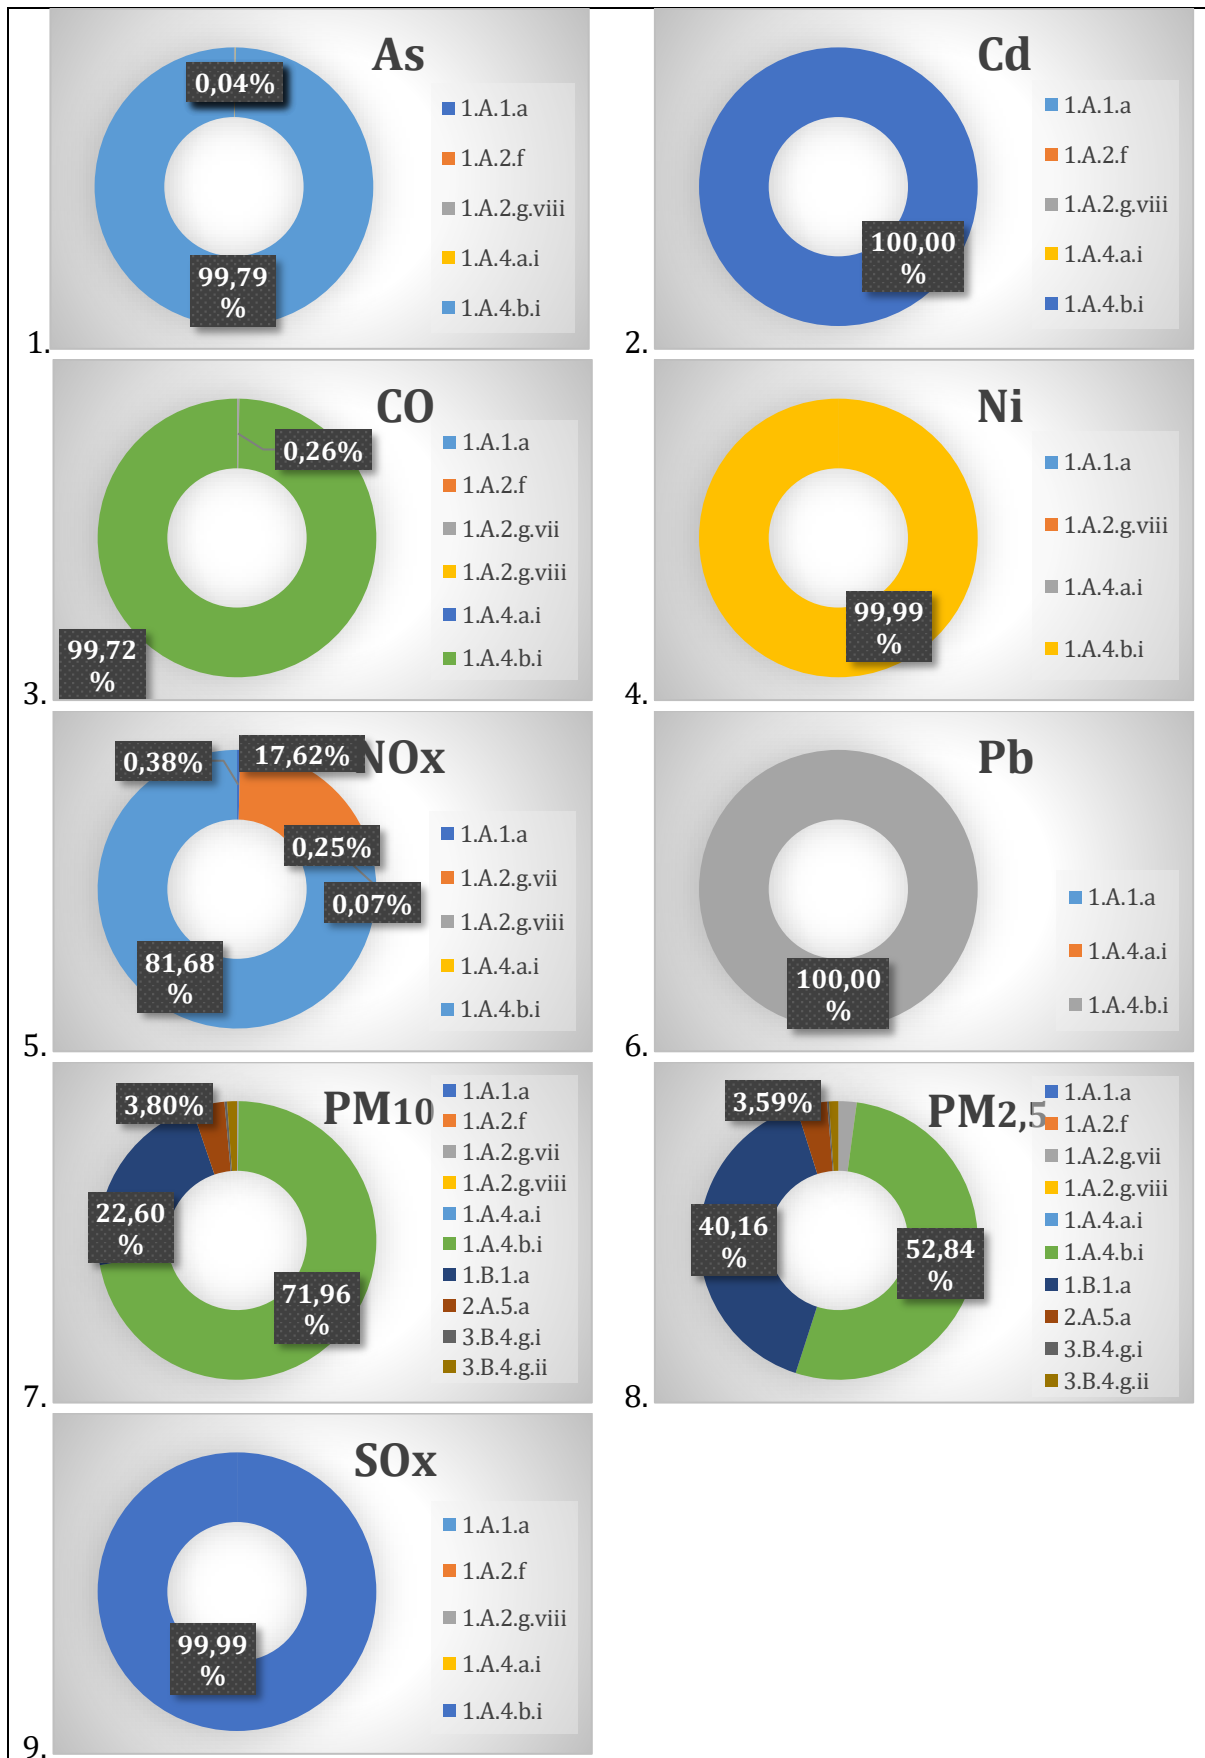 As
0,04%
99,79
%
1.A.1.a
1.A.2.f
1.A.2.g.viii
1.A.4.a.i
1.A.4.b.i
1.
Cd
100,00
%
1.A.1.a
1.A.2.f
1.A.2.g.viii
1.A.4.a.i
1.A.4.b.i
2.
CO
0,26%
99,72
%
1.A.1.a
1.A.2.f
1.A.2.g.vii
1.A.2.g.viii
1.A.4.a.i
1.A.4.b.i
3.
Ni
99,99
%
1.A.1.a
1.A.2.g.viii
1.A.4.a.i
1.A.4.b.i
4.
NOx
0,38%
17,62%
0,25%
0,07%
81,68
%
1.A.1.a
1.A.2.g.vii
1.A.2.g.viii
1.A.4.a.i
1.A.4.b.i
5.
Pb
100,00
%
1.A.1.a
1.A.4.a.i
1.A.4.b.i
6.
PM10
3,80%
22,60
%
71,96
%
1.A.1.a
1.A.2.f
1.A.2.g.vii
1.A.2.g.viii
1.A.4.a.i
1.A.4.b.i
1.B.1.a
2.A.5.a
3.B.4.g.i
3.B.4.g.ii
7.
PM2,5
3,59%
40,16
%
52,84
%
1.A.1.a
1.A.2.f
1.A.2.g.vii
1.A.2.g.viii
1.A.4.a.i
1.A.4.b.i
1.B.1.a
2.A.5.a
3.B.4.g.i
3.B.4.g.ii
8.
SOx
99,99
%
1.A.1.a
1.A.2.f
1.A.2.g.viii
1.A.4.a.i
1.A.4.b.i
9.